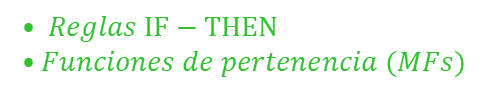 • Reglas IF − THEN
• Funciones de pertenencia (MFs)